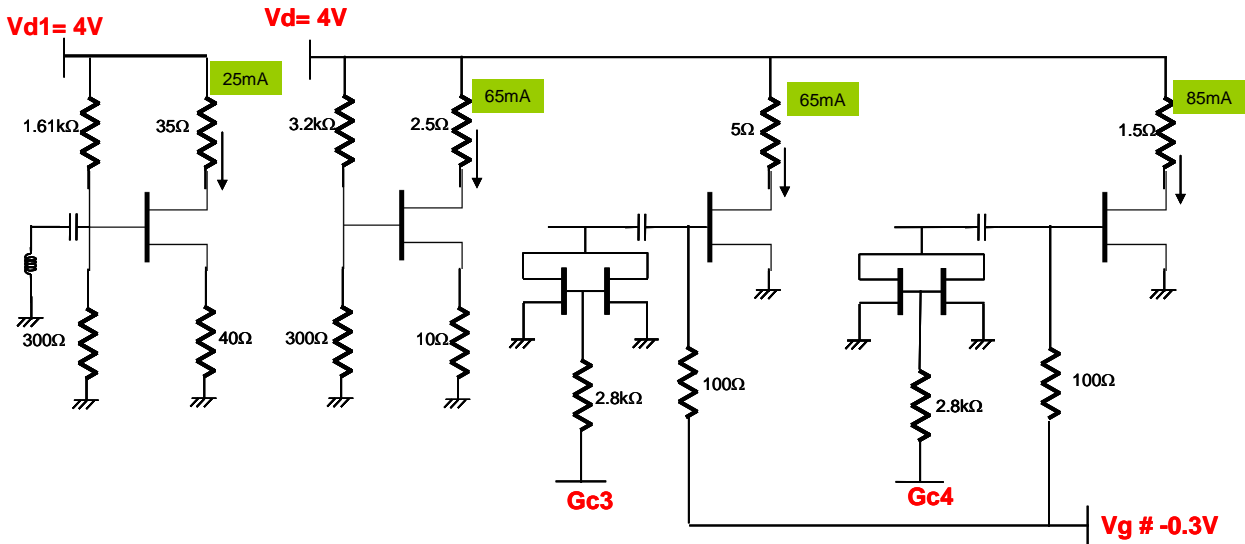 Vd1= 4V
Vd= 4V
25mA
65mA
65mA
85mA
1.61kΩ
35Ω
3.2kΩ
2.5Ω
5Ω
1.5Ω
300Ω
40Ω
300Ω
10Ω
2.8kΩ
100Ω
2.8kΩ
100Ω
Gc3
Gc4
Vg # -0.3V